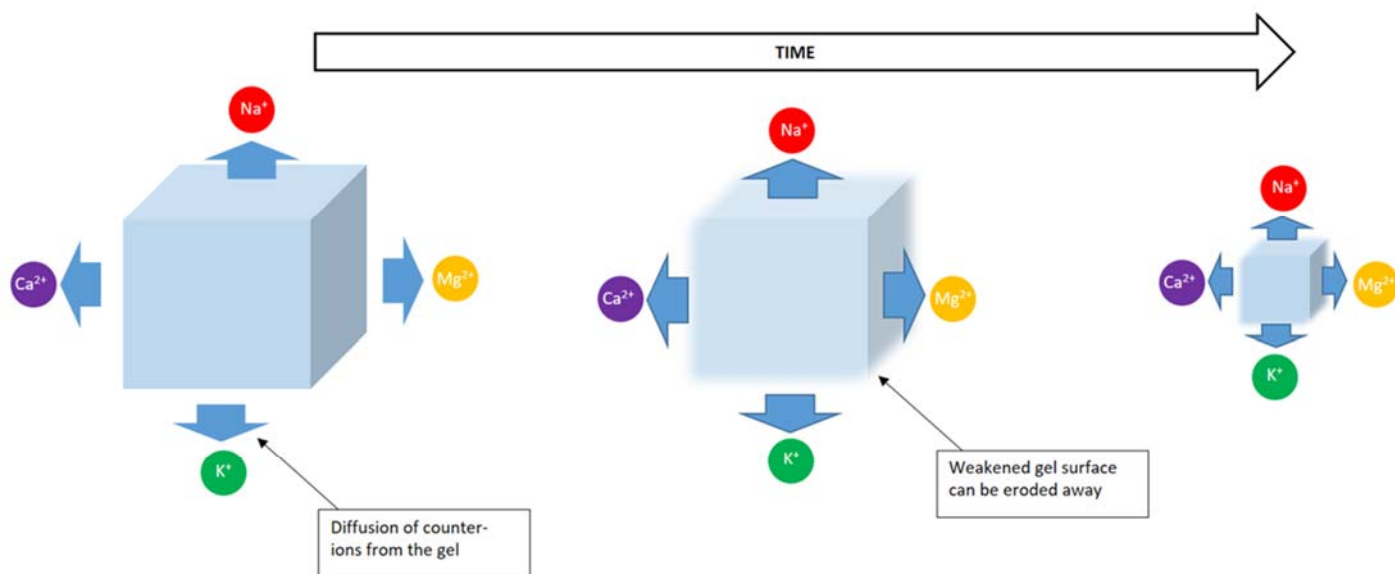 TIME
Na⁺
Na⁺
Na⁺
Ca²⁺
Mg²⁺
Ca²⁺
Mg²⁺
Ca²⁺
Mg²⁺
K⁺
K⁺
K⁺
Weakened gel surface
can be eroded away
Diffusion of counter-
ions from the gel